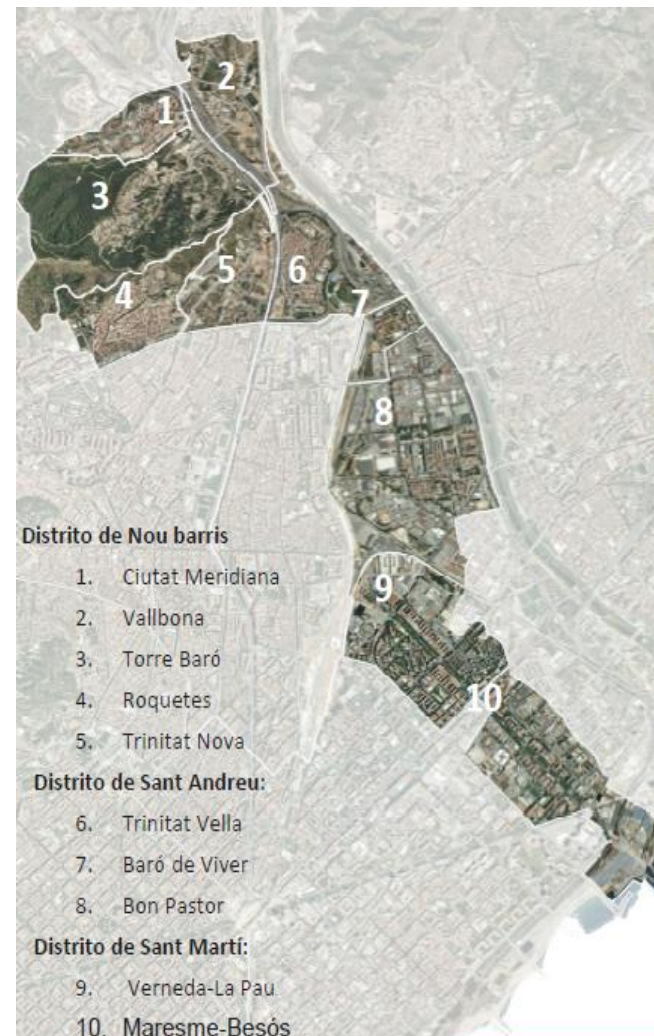 2
1
3
5
6
4
7
8
Distrito de Nou barris
1. Ciutat Meridiana
9
2. Vallbona
3. Torre Baró
10
4. Roquetes
5. Trinitat Nova
Distrito de Sant Andreu:
6. Trinitat Vella
7. Baró de Viver
8. Bon Pastor
Distrito de Sant Martí:
9. Verneda-La Pau
10. Maresme-Besós